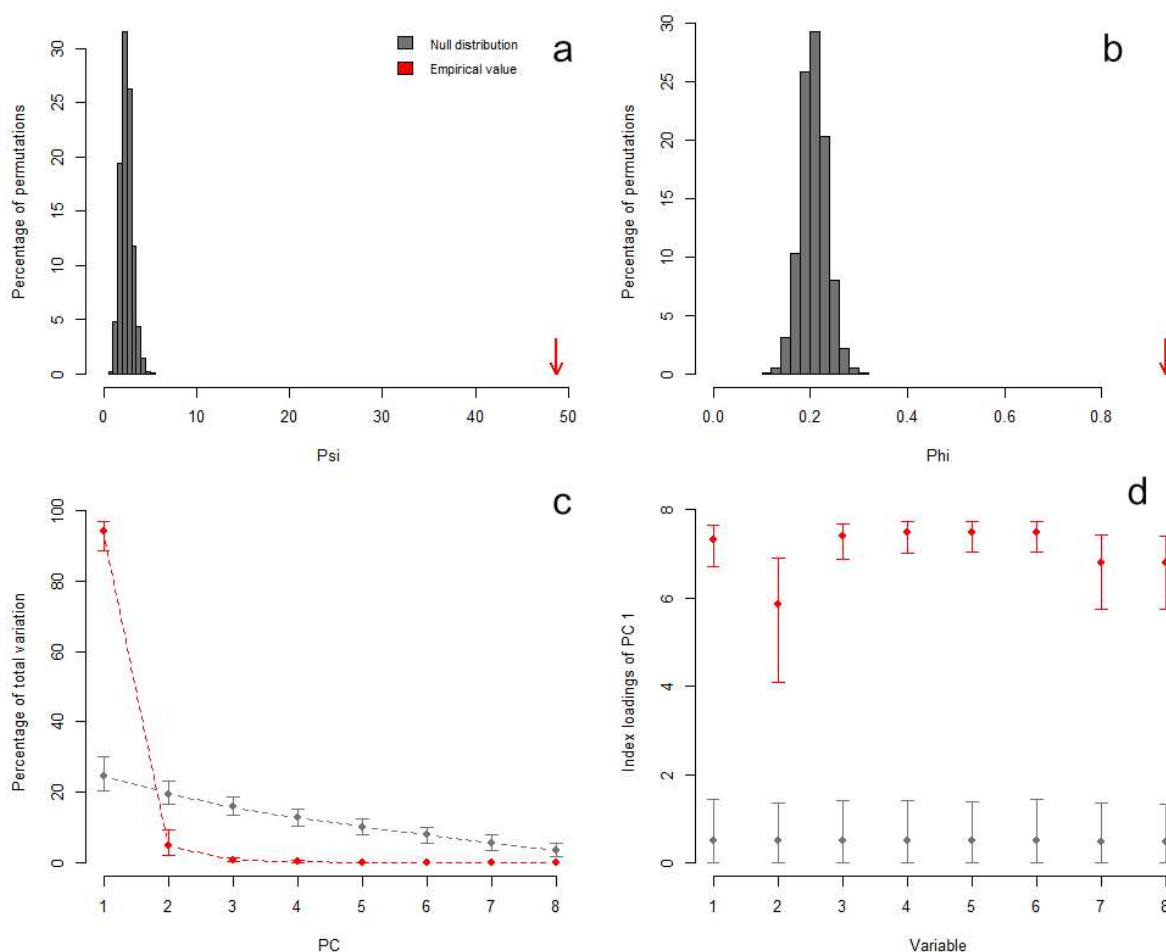 a
Null distribution
Empirical value
Percentage of permutations
0 5 10 15 20 25 30
0 10 20 30 40 50
Psi
b
Percentage of permutations
0 5 10 15 20 25 30
0.0 0.2 0.4 0.6 0.8
Phi
c
Percentage of total variation
0 20 40 60 80 100
1 2 3 4 5 6 7 8
PC
d
Index loadings of PC 1
0 2 4 6 8
1 2 3 4 5 6 7 8
Variable